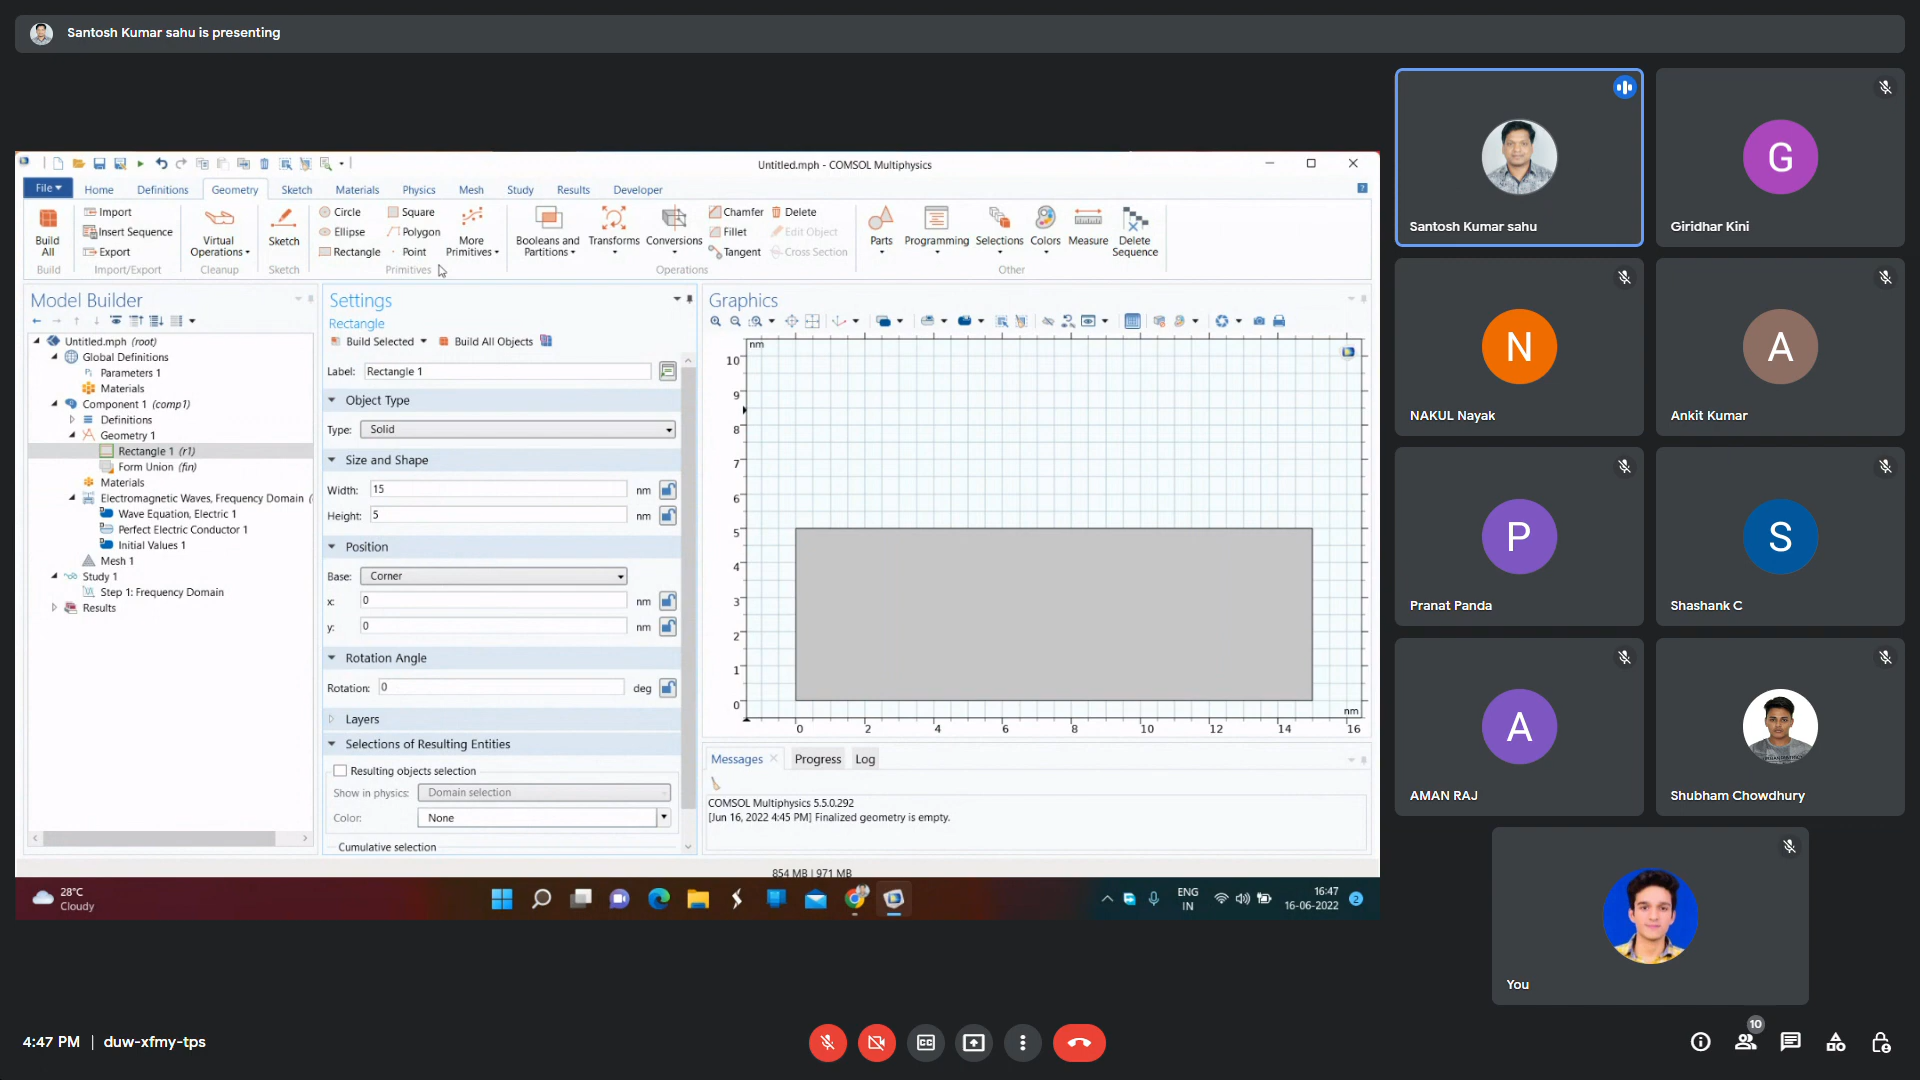 Santosh Kumar sahu is presenting
Untitled.mph - COMSOL Multiphysics
File Home Definitions Geometry Sketch Materials Physics Mesh Study Results Developer
Build All
Build
Import
Insert Sequence
Export
Import/Export
Virtual Operations
Cleanup
Sketch
Sketch
Circle
Ellipse
Rectangle
Square
Polygon
Point
More Primitives
Primitives
Booleans and Partitions
Transforms
Conversions
Chamfer
Fillet
Tangent
Delete
Edit Object
Cross Section
Operations
Parts
Programming
Selections
Colors
Measure
Delete Sequence
Other
Model Builder
Untitled.mph (root)
Global Definitions
Pi Parameters 1
Materials
Component 1 (comp1)
Definitions
Geometry 1
Rectangle 1 (r1)
Form Union (fin)
Materials
Electromagnetic Waves, Frequency Domain (
Wave Equation, Electric 1
Perfect Electric Conductor 1
Initial Values 1
Mesh 1
Study 1
Step 1: Frequency Domain
Results
Settings
Rectangle
Build Selected Build All Objects
Label: Rectangle 1
Object Type
Type: Solid
Size and Shape
Width: 15 nm
Height: 5 nm
Position
Base: Corner
x: 0 nm
y: 0 nm
Rotation Angle
Rotation: 0 deg
Layers
Selections of Resulting Entities
Resulting objects selection
Show in physics: Domain selection
Color: None
Cumulative selection
Graphics
nm
10
9
8
7
6
5
4
3
2
1
0
nm
0 2 4 6 8 10 12 14 16
Messages Progress Log
COMSOL Multiphysics 5.5.0.292
[Jun 16, 2022 4:45 PM] Finalized geometry is empty.
854 MB | 971 MB
28°C
Cloudy
ENG
IN
16:47
16-06-2022
2
Santosh Kumar sahu
G
Giridhar Kini
N
NAKUL Nayak
A
Ankit Kumar
P
Pranat Panda
S
Shashank C
A
AMAN RAJ
Shubham Chowdhury
You
4:47 PM | duw-xfmy-tps
CC
10